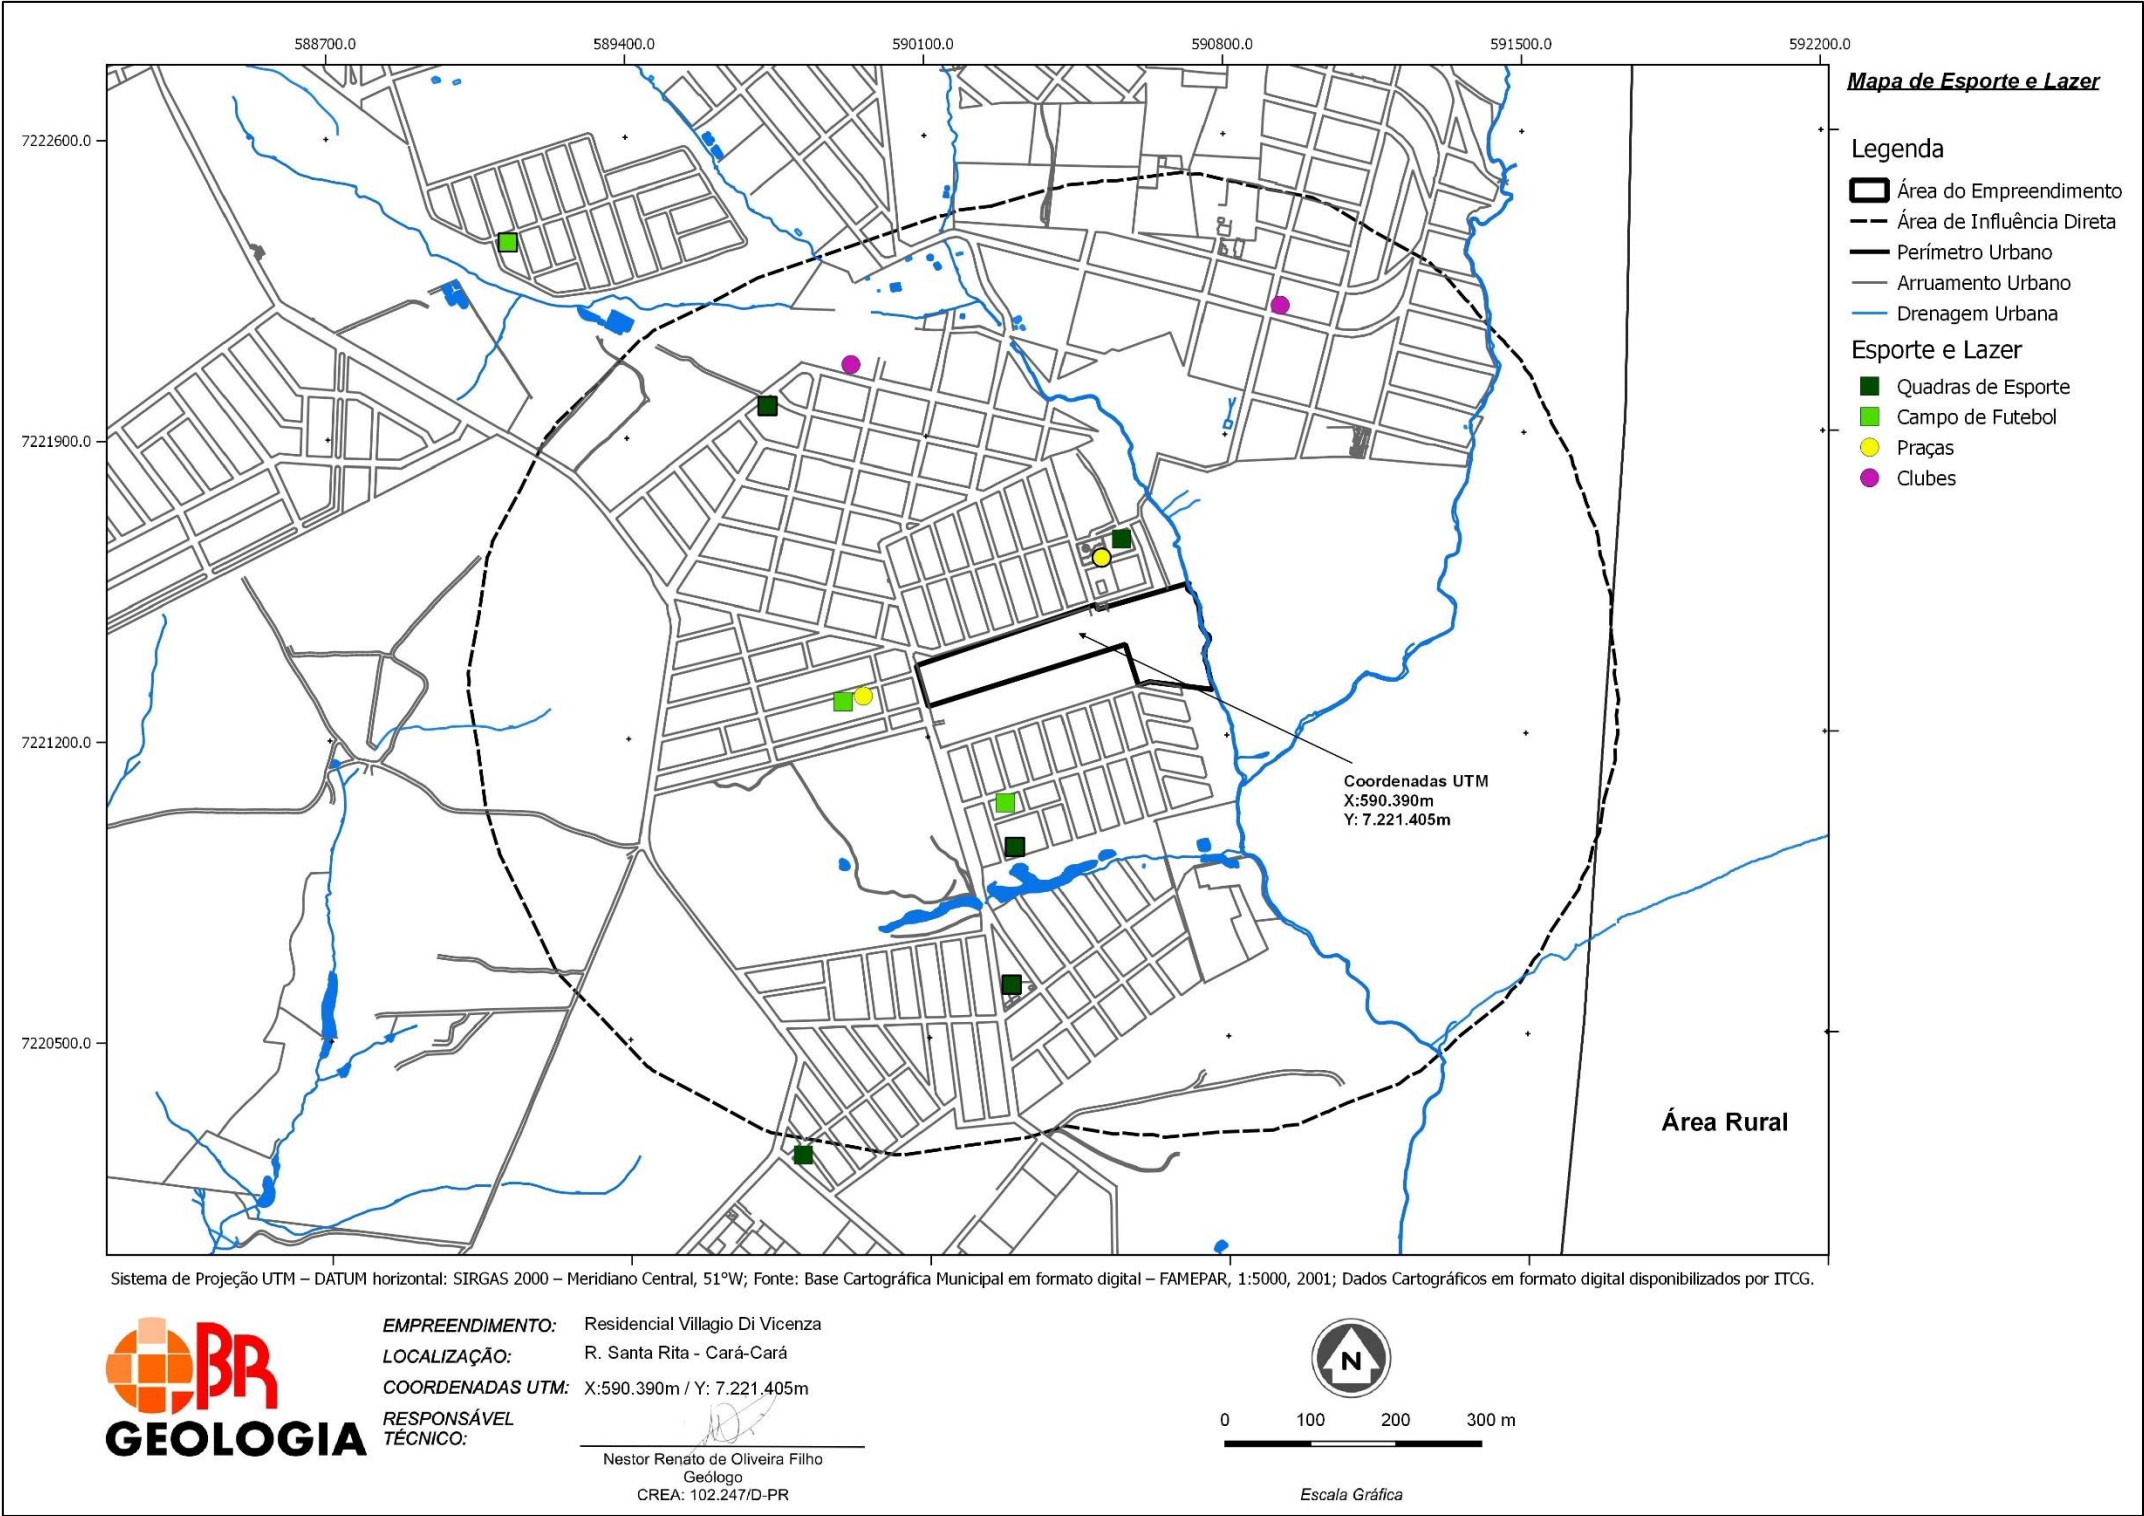 588700.0
589400.0
590100.0
590800.0
591500.0
592200.0
7222600.0
7221900.0
7221200.0
7220500.0
Mapa de Esporte e Lazer
Legenda
Área do Empreendimento
Área de Influência Direta
Perímetro Urbano
Arruamento Urbano
Drenagem Urbana
Esporte e Lazer
Quadras de Esporte
Campo de Futebol
Praças
Clubes
Coordenadas UTM
X:590.390m
Y: 7.221.405m
Área Rural
Sistema de Projeção UTM – DATUM horizontal: SIRGAS 2000 – Meridiano Central, 51°W; Fonte: Base Cartográfica Municipal em formato digital – FAMEPAR, 1:5000, 2001; Dados Cartográficos em formato digital disponibilizados por ITCG.
BR
GEOLOGIA
EMPREENDIMENTO: Residencial Villagio Di Vicenza
LOCALIZAÇÃO: R. Santa Rita - Cará-Cará
COORDENADAS UTM: X:590.390m / Y: 7.221.405m
RESPONSÁVEL
TÉCNICO:
Nestor Renato de Oliveira Filho
Geólogo
CREA: 102.247/D-PR
N
0 100 200 300 m
Escala Gráfica